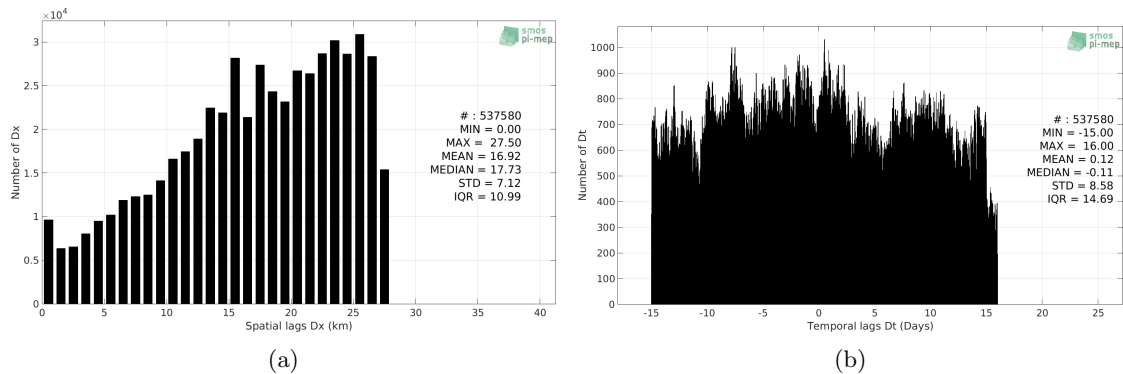 ×10⁴
3
2.5
2
1.5
1
0.5
0
0 5 10 15 20 25 30 35 40
Number of Dx
Spatial lags Dx (km)
smos
pi-mep
# : 537580
MIN = 0.00
MAX = 27.50
MEAN = 16.92
MEDIAN = 17.73
STD = 7.12
IQR = 10.99
(a)
1000
900
800
700
600
500
400
300
200
100
0
-15 -10 -5 0 5 10 15 20 25
Number of Dt
Temporal lags Dt (Days)
smos
pi-mep
# : 537580
MIN = -15.00
MAX = 16.00
MEAN = 0.12
MEDIAN = -0.11
STD = 8.58
IQR = 14.69
(b)